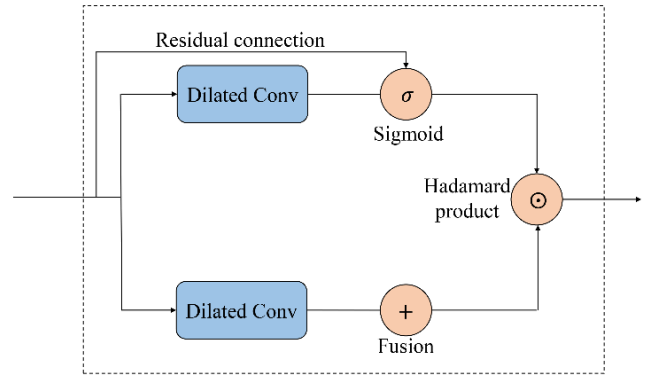 Residual connection
Dilated Conv
σ
Sigmoid
Hadamard
product
⊙
Dilated Conv
+
Fusion